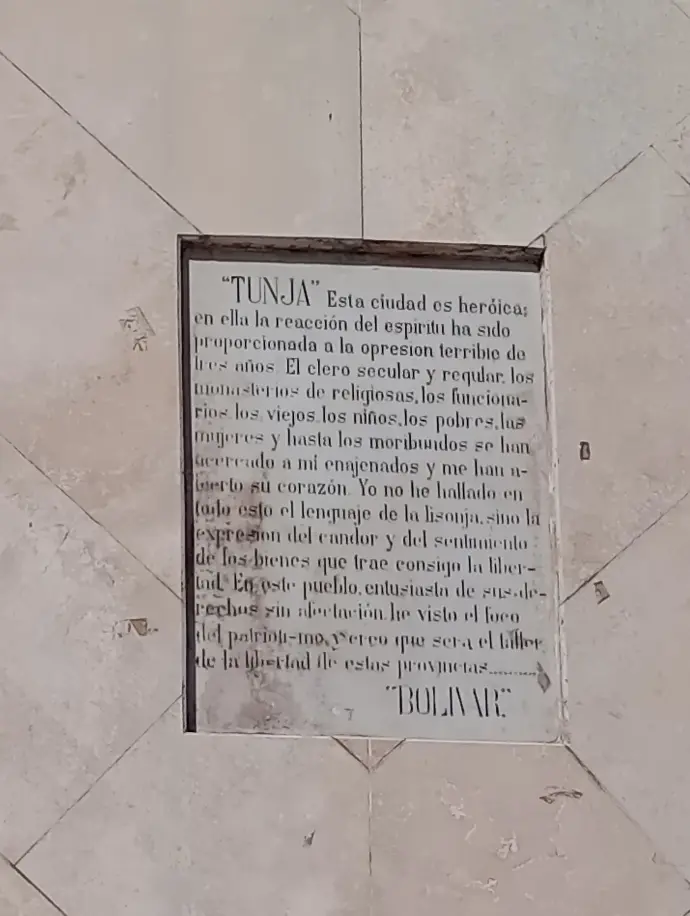 "TUNJA" Esta ciudad es heróica;
en ella la reacción del espiritu ha sido
proporcionada a la opresion terrible de
tres años. El clero secular y regular, los
monasterios de religiosas, los funciona-
rios los viejos, los niños, los pobres, las
mujeres y hasta los moribundos se han
acercado a mí enajenados y me han a-
bierto su corazón. Yo no he hallado en
todo esto el lenguaje de la lisonja, sino la
expresion del candor y del sentimiento
de los bienes que trae consigo la liber-
tad. En este pueblo, entusiasta de sus de-
rechos sin afectación, he visto el foco
del patriotismo, y creo que sera el taller
de la libertad de estas provincias.........
"BOLIVAR."